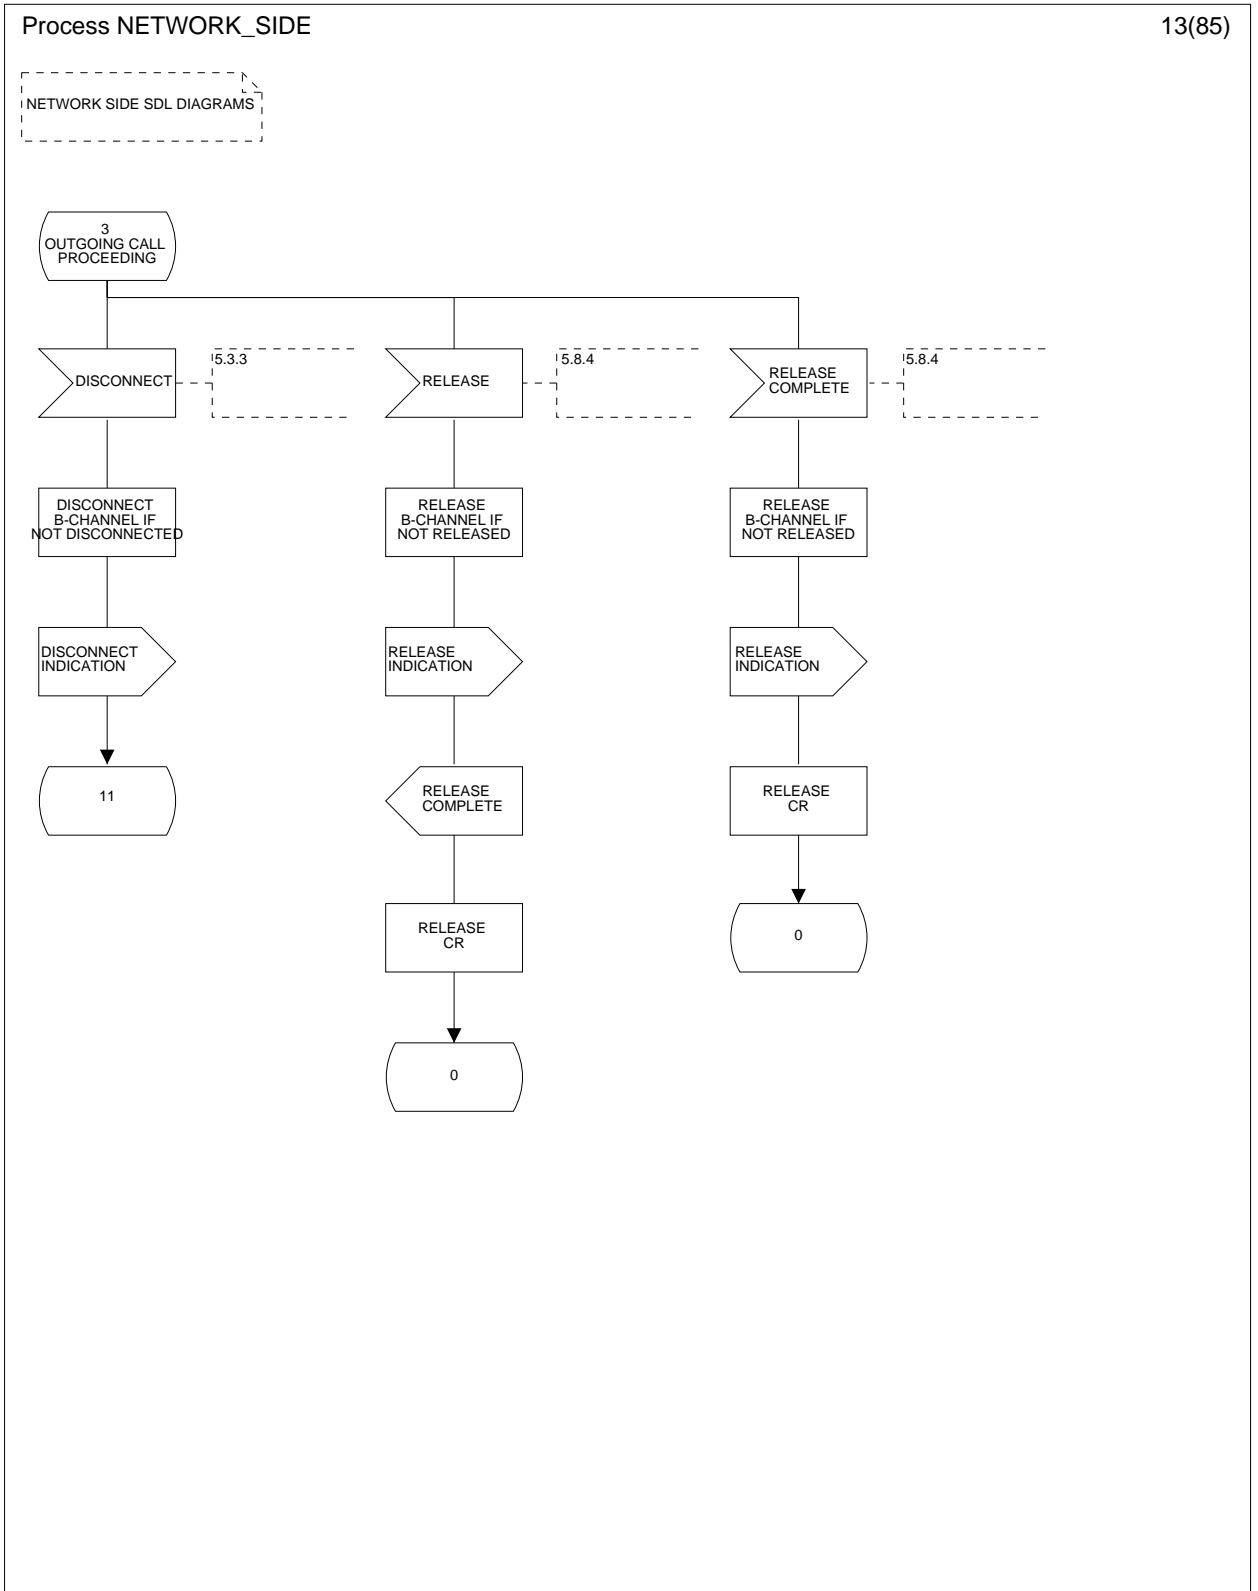 Process NETWORK_SIDE
13(85)
NETWORK SIDE SDL DIAGRAMS
3
OUTGOING CALL
PROCEEDING
DISCONNECT
5.3.3
RELEASE
5.8.4
RELEASE
COMPLETE
5.8.4
DISCONNECT
B-CHANNEL IF
NOT DISCONNECTED
RELEASE
B-CHANNEL IF
NOT RELEASED
RELEASE
B-CHANNEL IF
NOT RELEASED
DISCONNECT
INDICATION
RELEASE
INDICATION
RELEASE
INDICATION
11
RELEASE
COMPLETE
RELEASE
CR
RELEASE
CR
0
0